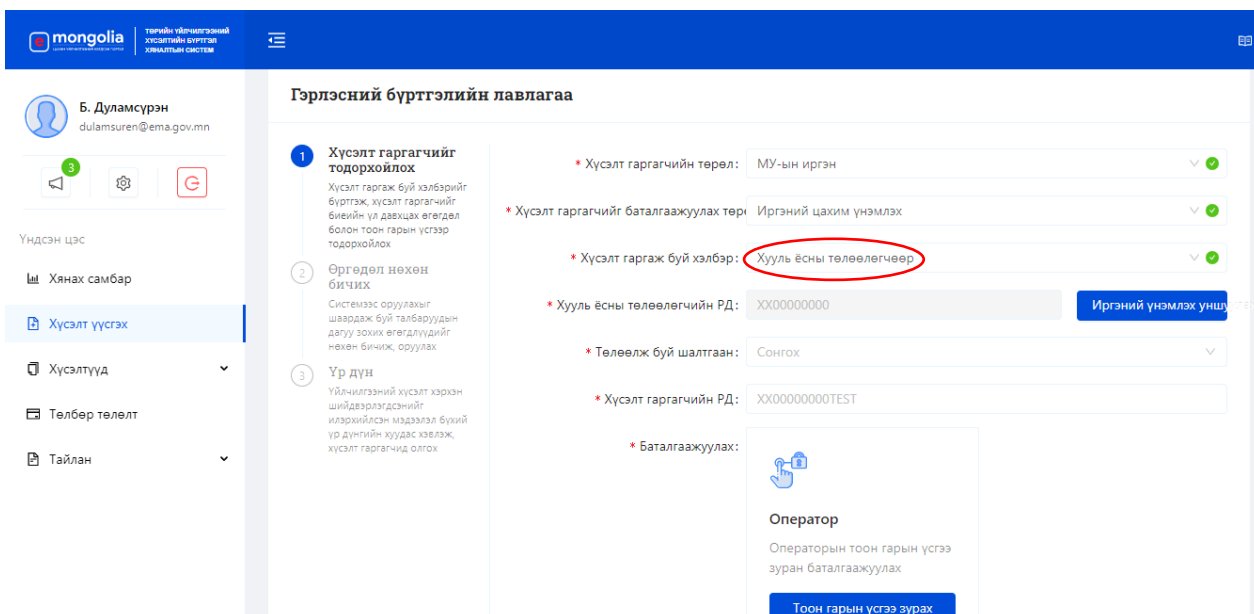 e mongolia
ТӨРИЙН ҮЙЛЧИЛГЭЭНИЙ
ХҮСЭЛТИЙН БҮРТГЭЛ
ХЯНАЛТЫН СИСТЕМ
Б. Дуламсүрэн
dulamsuren@ema.gov.mn
3
Үндсэн цэс
Хянах самбар
Хүсэлт үүсгэх
Хүсэлтүүд
Төлбөр төлөлт
Тайлан
Гэрлэсний бүртгэлийн лавлагаа
1
Хүсэлт гаргагчийг
тодорхойлох
Хүсэлт гаргаж буй хэлбэрийг
бүртгэж, хүсэлт гаргагчийг
биеийн үл давхцах өгөгдөл
болон тоон гарын үсгээр
тодорхойлох
2
Өргөдөл нөхөн
бичих
Системээс оруулахыг
шаардаж буй талбаруудын
дагуу зохих өгөгдлүүдийг
нөхөн бичиж, оруулах
3
Үр дүн
Үйлчилгээний хүсэлт хэрхэн
шийдвэрлэгдсэнийг
илэрхийлсэн мэдээлэл бүхий
үр дүнгийн хуудас хэвлэж,
хүсэлт гаргагчид олгох
* Хүсэлт гаргагчийн төрөл: МУ-ын иргэн
* Хүсэлт гаргагчийг баталгаажуулах төрө Иргэний цахим үнэмлэх
* Хүсэлт гаргаж буй хэлбэр: Хууль ёсны төлөөлөгчөөр
* Хууль ёсны төлөөлөгчийн РД: XX00000000 Иргэний үнэмлэх уншу
* Төлөөлж буй шалтгаан: Сонгох
* Хүсэлт гаргагчийн РД: XX00000000TEST
* Баталгаажуулах:
Оператор
Операторын тоон гарын үсгээ
зуран баталгаажуулах
Тоон гарын үсгээ зурах